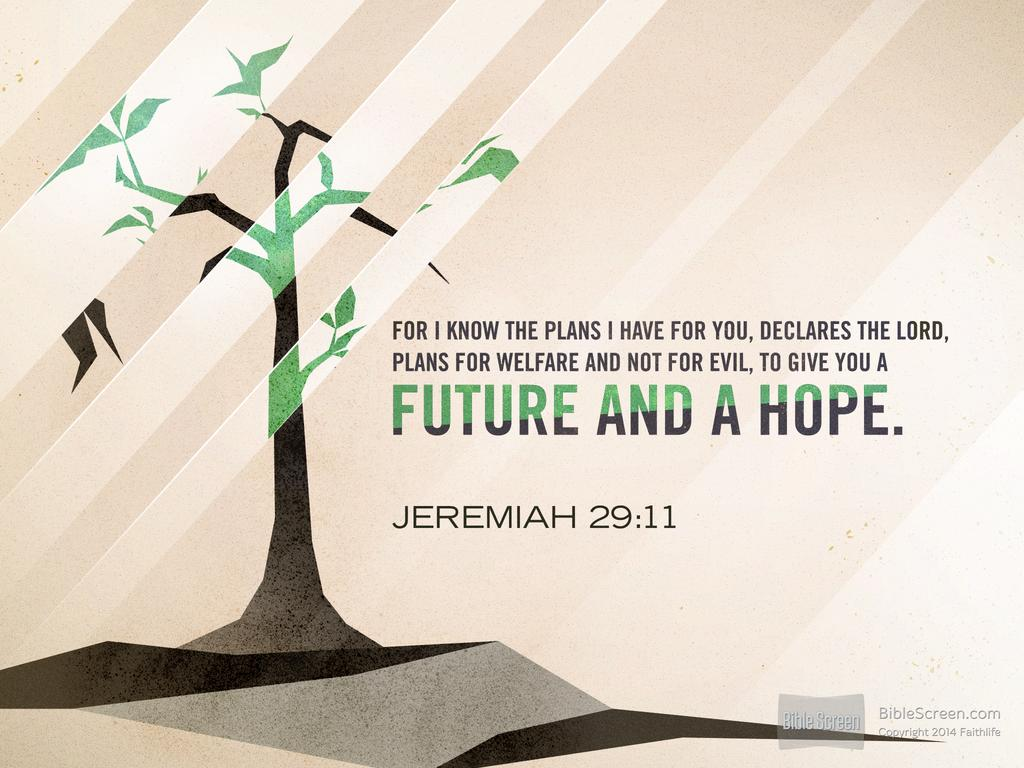 FOR I KNOW THE PLANS I HAVE FOR YOU, DECLARES THE LORD,
PLANS FOR WELFARE AND NOT FOR EVIL, TO GIVE YOU A
FUTURE AND A HOPE.
JEREMIAH 29:11
Bible Screen
BibleScreen.com
Copyright 2014 Faithlife